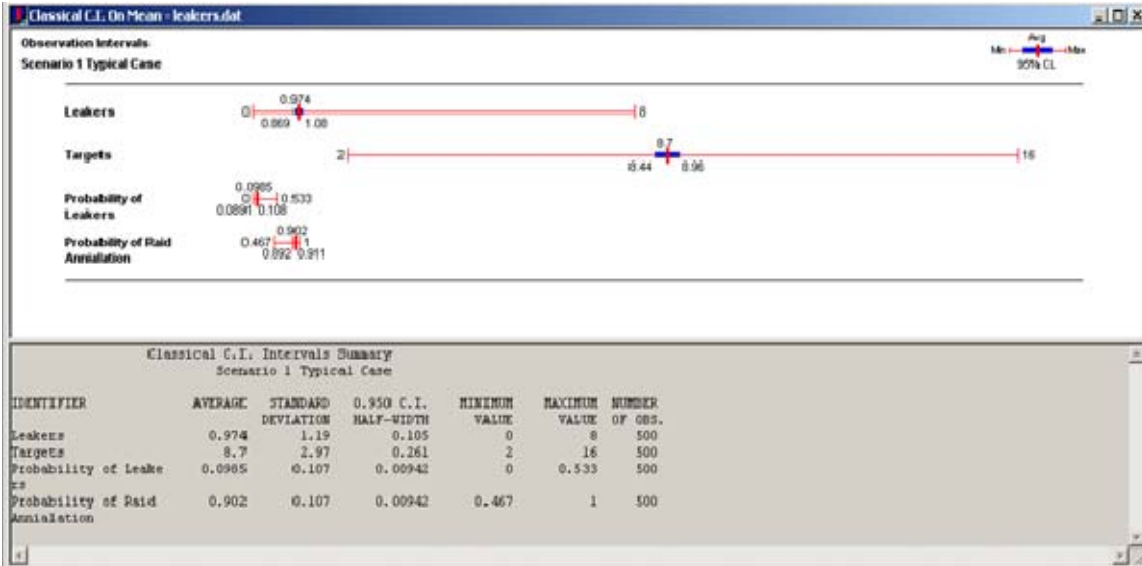 Classical C.I. On Mean - leakers.dat
Observation Intervals
Scenario 1 Typical Case
Avg
Min Max
95% CL
Leakers 0 0.974 8
0.869 1.08
Targets 2 8.7 16
8.44 8.96
Probability of Leakers 0 0.0985 0.533
0.0891 0.108
Probability of Raid Anniallation 0.467 0.902 1
0.892 0.911
Classical C.I. Intervals Summary
Scenario 1 Typical Case
IDENTIFIER AVERAGE STANDARD DEVIATION 0.950 C.I. HALF-WIDTH MINIMUM VALUE MAXIMUM VALUE NUMBER OF OBS.
Leakers 0.974 1.19 0.105 0 8 500
Targets 8.7 2.97 0.261 2 16 500
Probability of Leake 0.0985 0.107 0.00942 0 0.533 500
rs
Probability of Raid 0.902 0.107 0.00942 0.467 1 500
Anniallation